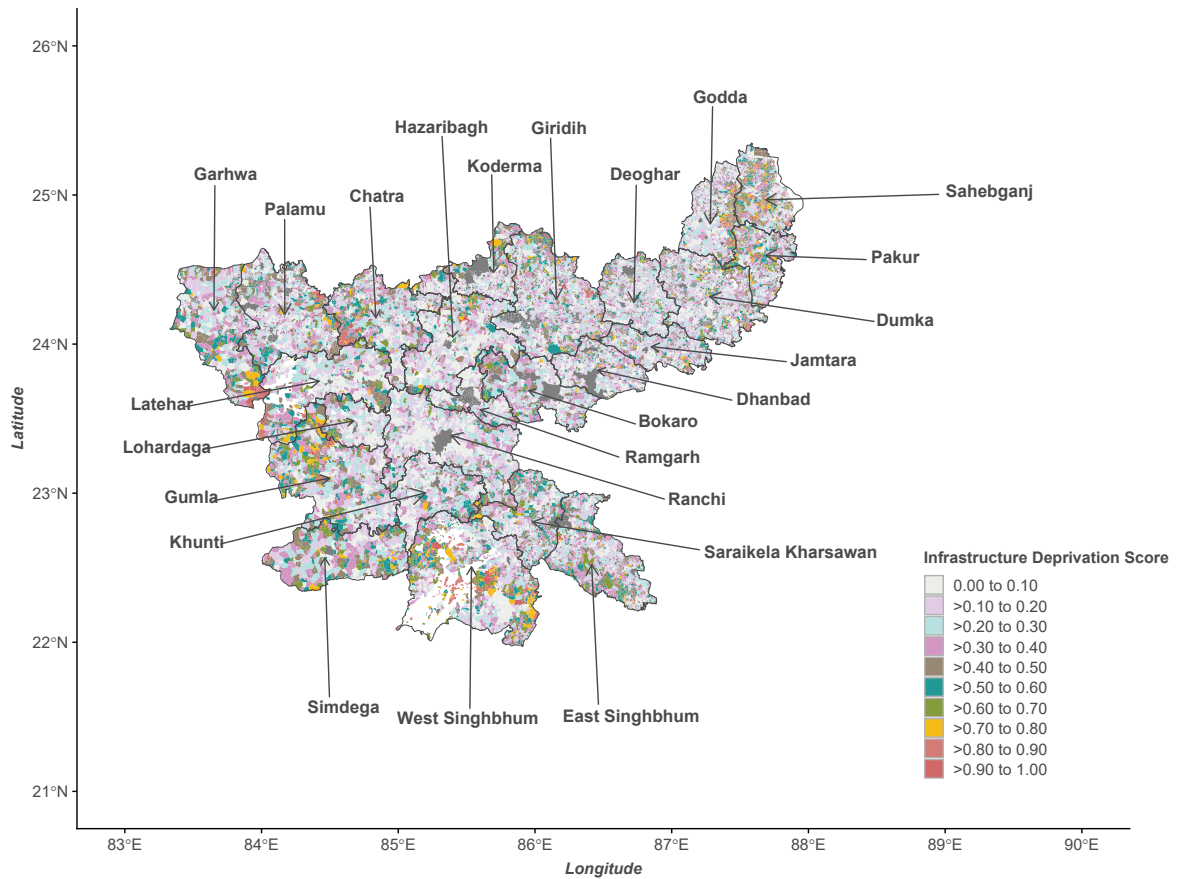 26°N
25°N
24°N
23°N
22°N
21°N
Latitude
83°E
84°E
85°E
86°E
87°E
88°E
89°E
90°E
Longitude
Godda
Hazaribagh
Giridih
Koderma
Deoghar
Garhwa
Chatra
Palamu
Sahebganj
Pakur
Dumka
Jamtara
Dhanbad
Latehar
Bokaro
Lohardaga
Ramgarh
Gumla
Ranchi
Khunti
Saraikela Kharsawan
Simdega
West Singhbhum
East Singhbhum
Infrastructure Deprivation Score
0.00 to 0.10
>0.10 to 0.20
>0.20 to 0.30
>0.30 to 0.40
>0.40 to 0.50
>0.50 to 0.60
>0.60 to 0.70
>0.70 to 0.80
>0.80 to 0.90
>0.90 to 1.00